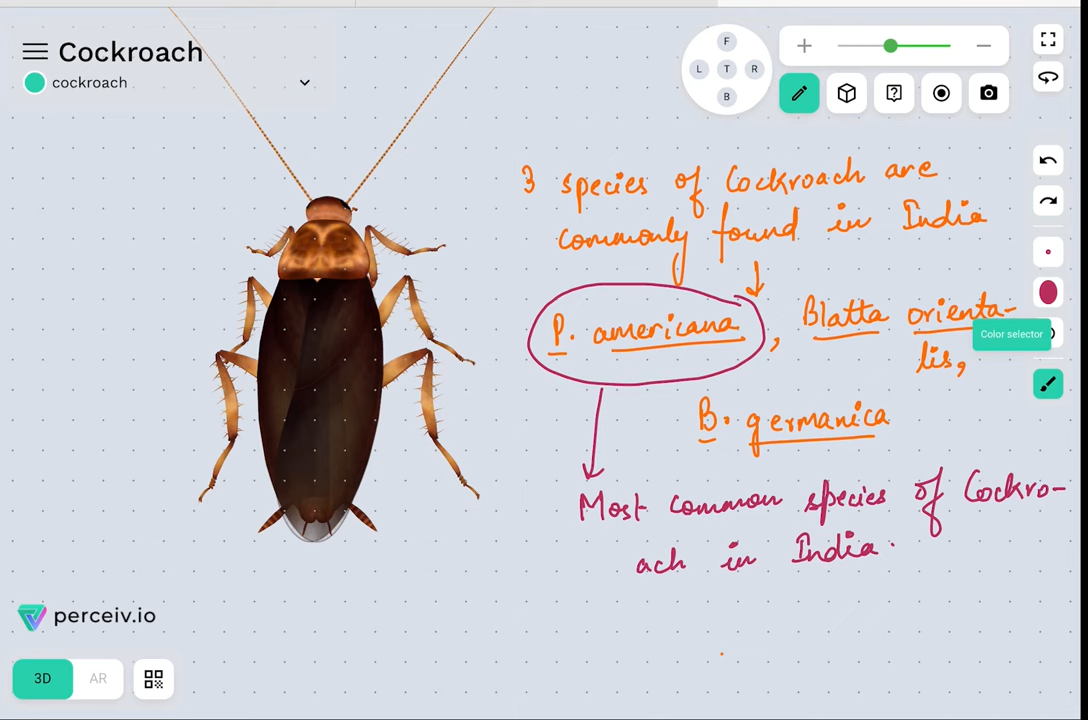 Cockroach
cockroach
F
L T R
B
3 species of Cockroach are
commonly found in India
P. americana, Blatta orienta-
lis,
Color selector
B. germanica
Most common species of Cockro-
ach in India.
perceiv.io
3D AR